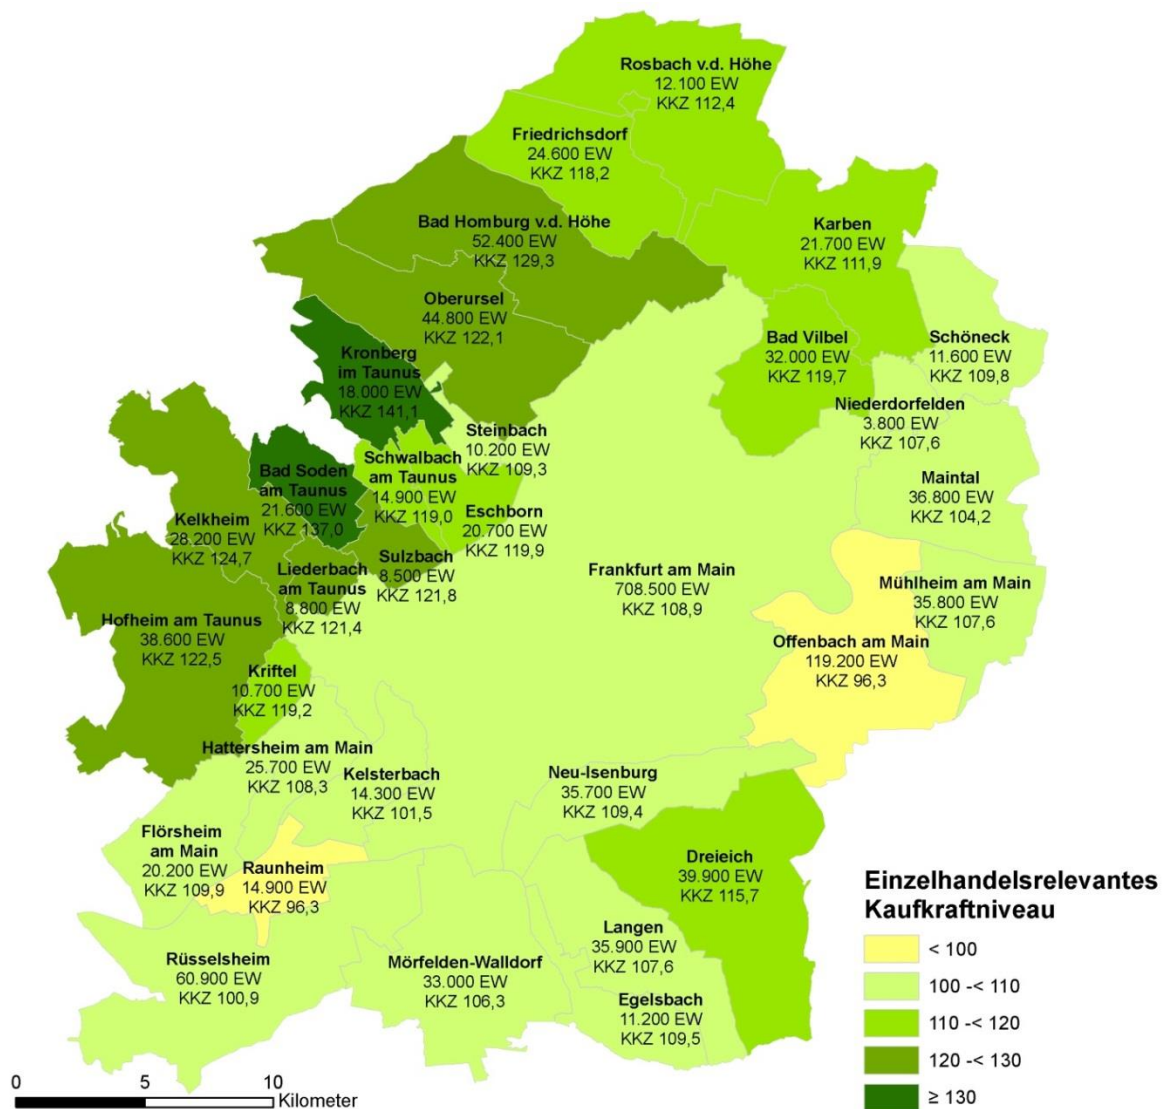 Rosbach v.d. Höhe
12.100 EW
KKZ 112,4
Friedrichsdorf
24.600 EW
KKZ 118,2
Bad Homburg v.d. Höhe
52.400 EW
KKZ 129,3
Karben
21.700 EW
KKZ 111,9
Oberursel
44.800 EW
KKZ 122,1
Bad Vilbel
32.000 EW
KKZ 119,7
Schöneck
11.600 EW
KKZ 109,8
Kronberg
im Taunus
18.000 EW
KKZ 141,1
Niederdorfelden
3.800 EW
KKZ 107,6
Steinbach
10.200 EW
KKZ 109,3
Schwalbach
am Taunus
14.900 EW
KKZ 119,0
Bad Soden
am Taunus
21.600 EW
KKZ 137,0
Maintal
36.800 EW
KKZ 104,2
Eschborn
20.700 EW
KKZ 119,9
Kelkheim
28.200 EW
KKZ 124,7
Sulzbach
8.500 EW
KKZ 121,8
Liederbach
am Taunus
8.800 EW
KKZ 121,4
Frankfurt am Main
708.500 EW
KKZ 108,9
Mühlheim am Main
35.800 EW
KKZ 107,6
Hofheim am Taunus
38.600 EW
KKZ 122,5
Offenbach am Main
119.200 EW
KKZ 96,3
Kriftel
10.700 EW
KKZ 119,2
Hattersheim am Main
25.700 EW
KKZ 108,3
Kelsterbach
14.300 EW
KKZ 101,5
Neu-Isenburg
35.700 EW
KKZ 109,4
Flörsheim
am Main
20.200 EW
KKZ 109,9
Raunheim
14.900 EW
KKZ 96,3
Dreieich
39.900 EW
KKZ 115,7
Langen
35.900 EW
KKZ 107,6
Rüsselsheim
60.900 EW
KKZ 100,9
Mörfelden-Walldorf
33.000 EW
KKZ 106,3
Egelsbach
11.200 EW
KKZ 109,5
Einzelhandelsrelevantes
Kaufkraftniveau
< 100
100 -< 110
110 -< 120
120 -< 130
≥ 130
0 5 10
Kilometer